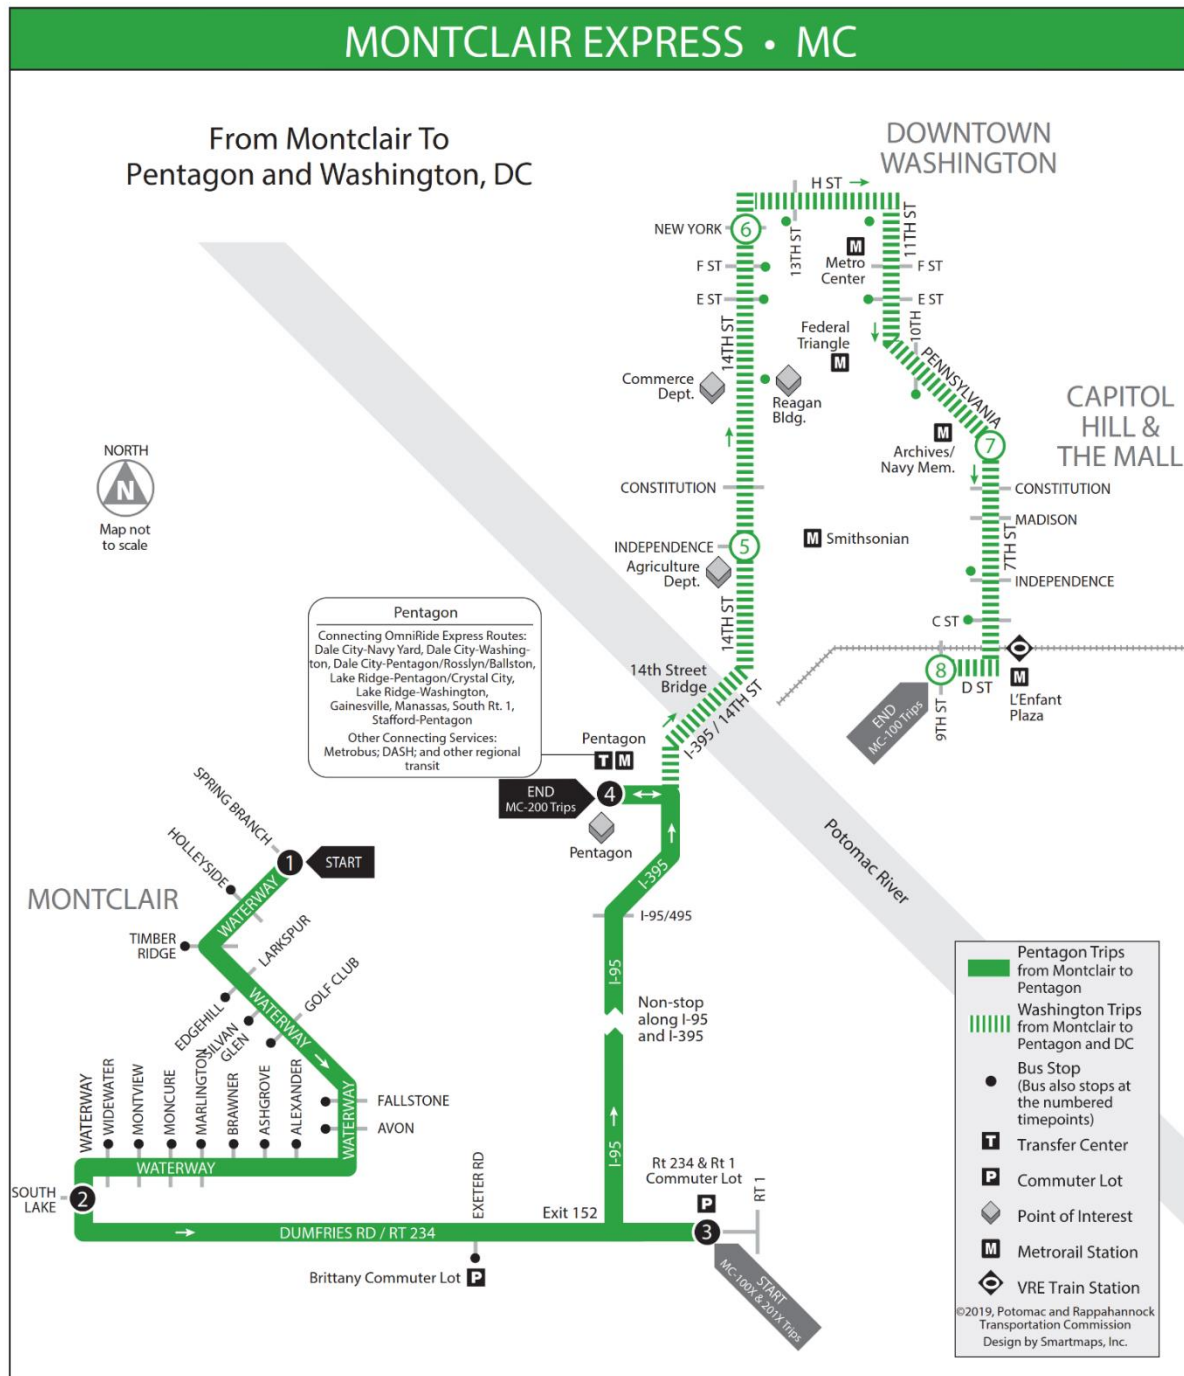 MONTCLAIR EXPRESS • MC
From Montclair To
Pentagon and Washington, DC
DOWNTOWN
WASHINGTON
H ST
NEW YORK
6
13TH ST
11TH ST
M
Metro
Center
F ST
F ST
E ST
E ST
14TH ST
Federal
Triangle
M
10TH
PENNSYLVANIA
Commerce
Dept.
Reagan
Bldg.
CAPITOL
HILL &
THE MALL
M
Archives/
Navy Mem.
7
NORTH
N
Map not
to scale
CONSTITUTION
CONSTITUTION
MADISON
7TH ST
INDEPENDENCE
5
M Smithsonian
Agriculture
Dept.
INDEPENDENCE
14TH ST
C ST
Pentagon
Connecting OmniRide Express Routes:
Dale City-Navy Yard, Dale City-Washing-
ton, Dale City-Pentagon/Rosslyn/Ballston,
Lake Ridge-Pentagon/Crystal City,
Lake Ridge-Washington,
Gainesville, Manassas, South Rt. 1,
Stafford-Pentagon
Other Connecting Services:
Metrobus; DASH; and other regional
transit
14th Street
Bridge
I-395 / 14TH ST
8
D ST
9TH ST
M
L'Enfant
Plaza
END
MC-100 Trips
Pentagon
T M
END
MC-200 Trips
4
Pentagon
Potomac River
SPRING BRANCH
HOLLEYSIDE
1
START
MONTCLAIR
WATERWAY
TIMBER
RIDGE
LARKSPUR
GOLF CLUB
EDGEHILL
SILVAN
GLEN
WATERWAY
I-395
I-95/495
I-95
Non-stop
along I-95
and I-395
WATERWAY
WIDEWATER
MONTVIEW
MONCURE
MARLINGTON
BRAWNER
ASHGROVE
ALEXANDER
WATERWAY
FALLSTONE
AVON
WATERWAY
I-95
SOUTH
LAKE
2
EXETER RD
Exit 152
Rt 234 & Rt 1
Commuter Lot
P
RT 1
DUMFRIES RD / RT 234
3
Brittany Commuter Lot P
START
MC-100X & 201X Trips
Pentagon Trips
from Montclair to
Pentagon
Washington Trips
from Montclair to
Pentagon and DC
Bus Stop
(Bus also stops at
the numbered
timepoints)
T Transfer Center
P Commuter Lot
Point of Interest
M Metrorail Station
VRE Train Station
©2019, Potomac and Rappahannock
Transportation Commission
Design by Smartmaps, Inc.